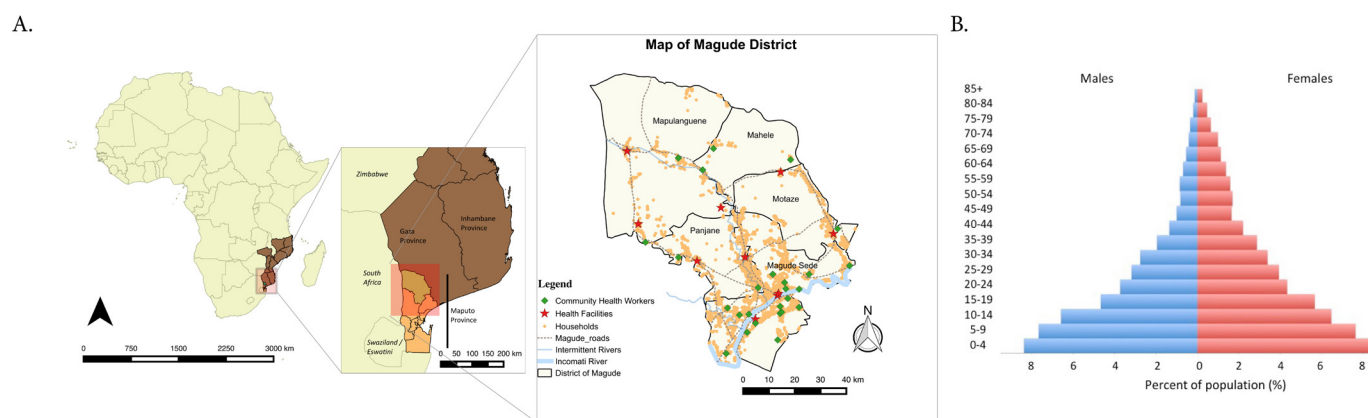 A.
B.
Map of Magude District
Zimbabwe
Gaza
Province
Inhambane
Province
South
Africa
Maputo
Province
Swaziland /
Eswatini
0 50 100 150 200 km
0 750 1500 2250 3000 km
Mapulanguene
Mahele
Motaze
Panjane
Magude Sede
Legend
Community Health Workers
Health Facilities
Households
Magude_roads
Intermittent Rivers
Incomati River
District of Magude
N
0 10 20 30 40 km
Males
Females
85+
80-84
75-79
70-74
65-69
60-64
55-59
50-54
45-49
40-44
35-39
30-34
25-29
20-24
15-19
10-14
5-9
0-4
8 6 4 2 0 2 4 6 8
Percent of population (%)